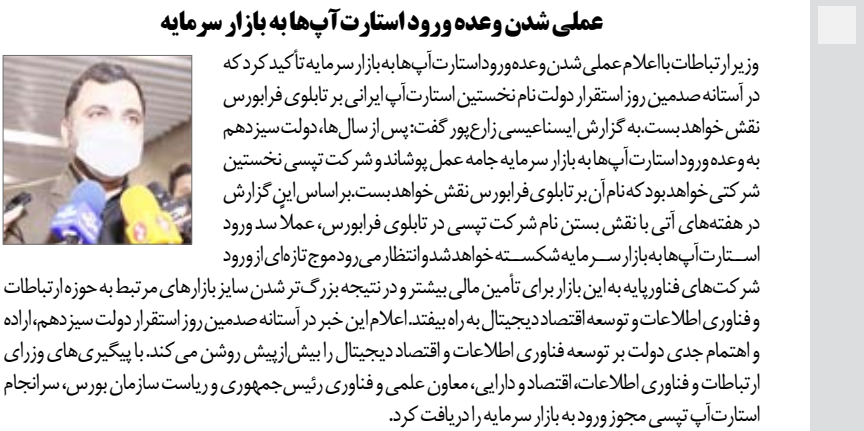 عملی شدن وعده ورود استارت‌آپ‌ها به بازار سرمایه
وزیر ارتباطات با اعلام عملی شدن وعده ورود استارت‌آپ‌ها به بازار سرمایه تأکید کرد که
در آستانه صدمین روز استقرار دولت نام نخستین استارت‌آپ ایرانی بر تابلوی فرابورس
نقش خواهد بست.به گزارش ایسنا عیسی زارع‌پور گفت: پس از سال‌ها، دولت سیزدهم
به وعده ورود استارت‌آپ‌ها به بازار سرمایه جامه عمل پوشاند و شرکت تپسی نخستین
شرکتی خواهد بود که نام آن بر تابلوی فرابورس نقش خواهد بست.بر اساس این گزارش
در هفته‌های آتی با نقش بستن نام شرکت تپسی در تابلوی فرابورس، عملاً سد ورود
استارت‌آپ‌ها به بازار سرمایه شکسته خواهد شد و انتظار می‌رود موج تازه‌ای از ورود
شرکت‌های فناورپایه به این بازار برای تأمین مالی بیشتر و در نتیجه بزرگ‌تر شدن سایز بازارهای مرتبط به حوزه ارتباطات
و فناوری اطلاعات و توسعه اقتصاد دیجیتال به راه بیفتد. اعلام این خبر در آستانه صدمین روز استقرار دولت سیزدهم، اراده
و اهتمام جدی دولت بر توسعه فناوری اطلاعات و اقتصاد دیجیتال را بیش از پیش روشن می‌کند. با پیگیری‌های وزرای
ارتباطات و فناوری اطلاعات، اقتصاد و دارایی، معاون علمی و فناوری رئیس‌جمهوری و ریاست سازمان بورس، سرانجام
استارت‌آپ تپسی مجوز ورود به بازار سرمایه را دریافت کرد.